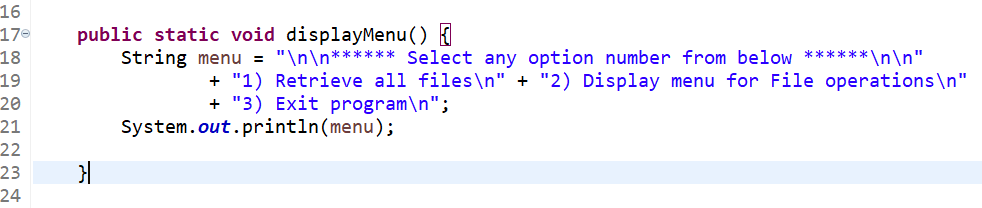 16
17 public static void displayMenu() {
18 String menu = "\n\n****** Select any option number from below ******\n\n"
19 + "1) Retrieve all files\n" + "2) Display menu for File operations\n"
20 + "3) Exit program\n";
21 System.out.println(menu);
22
23 }
24